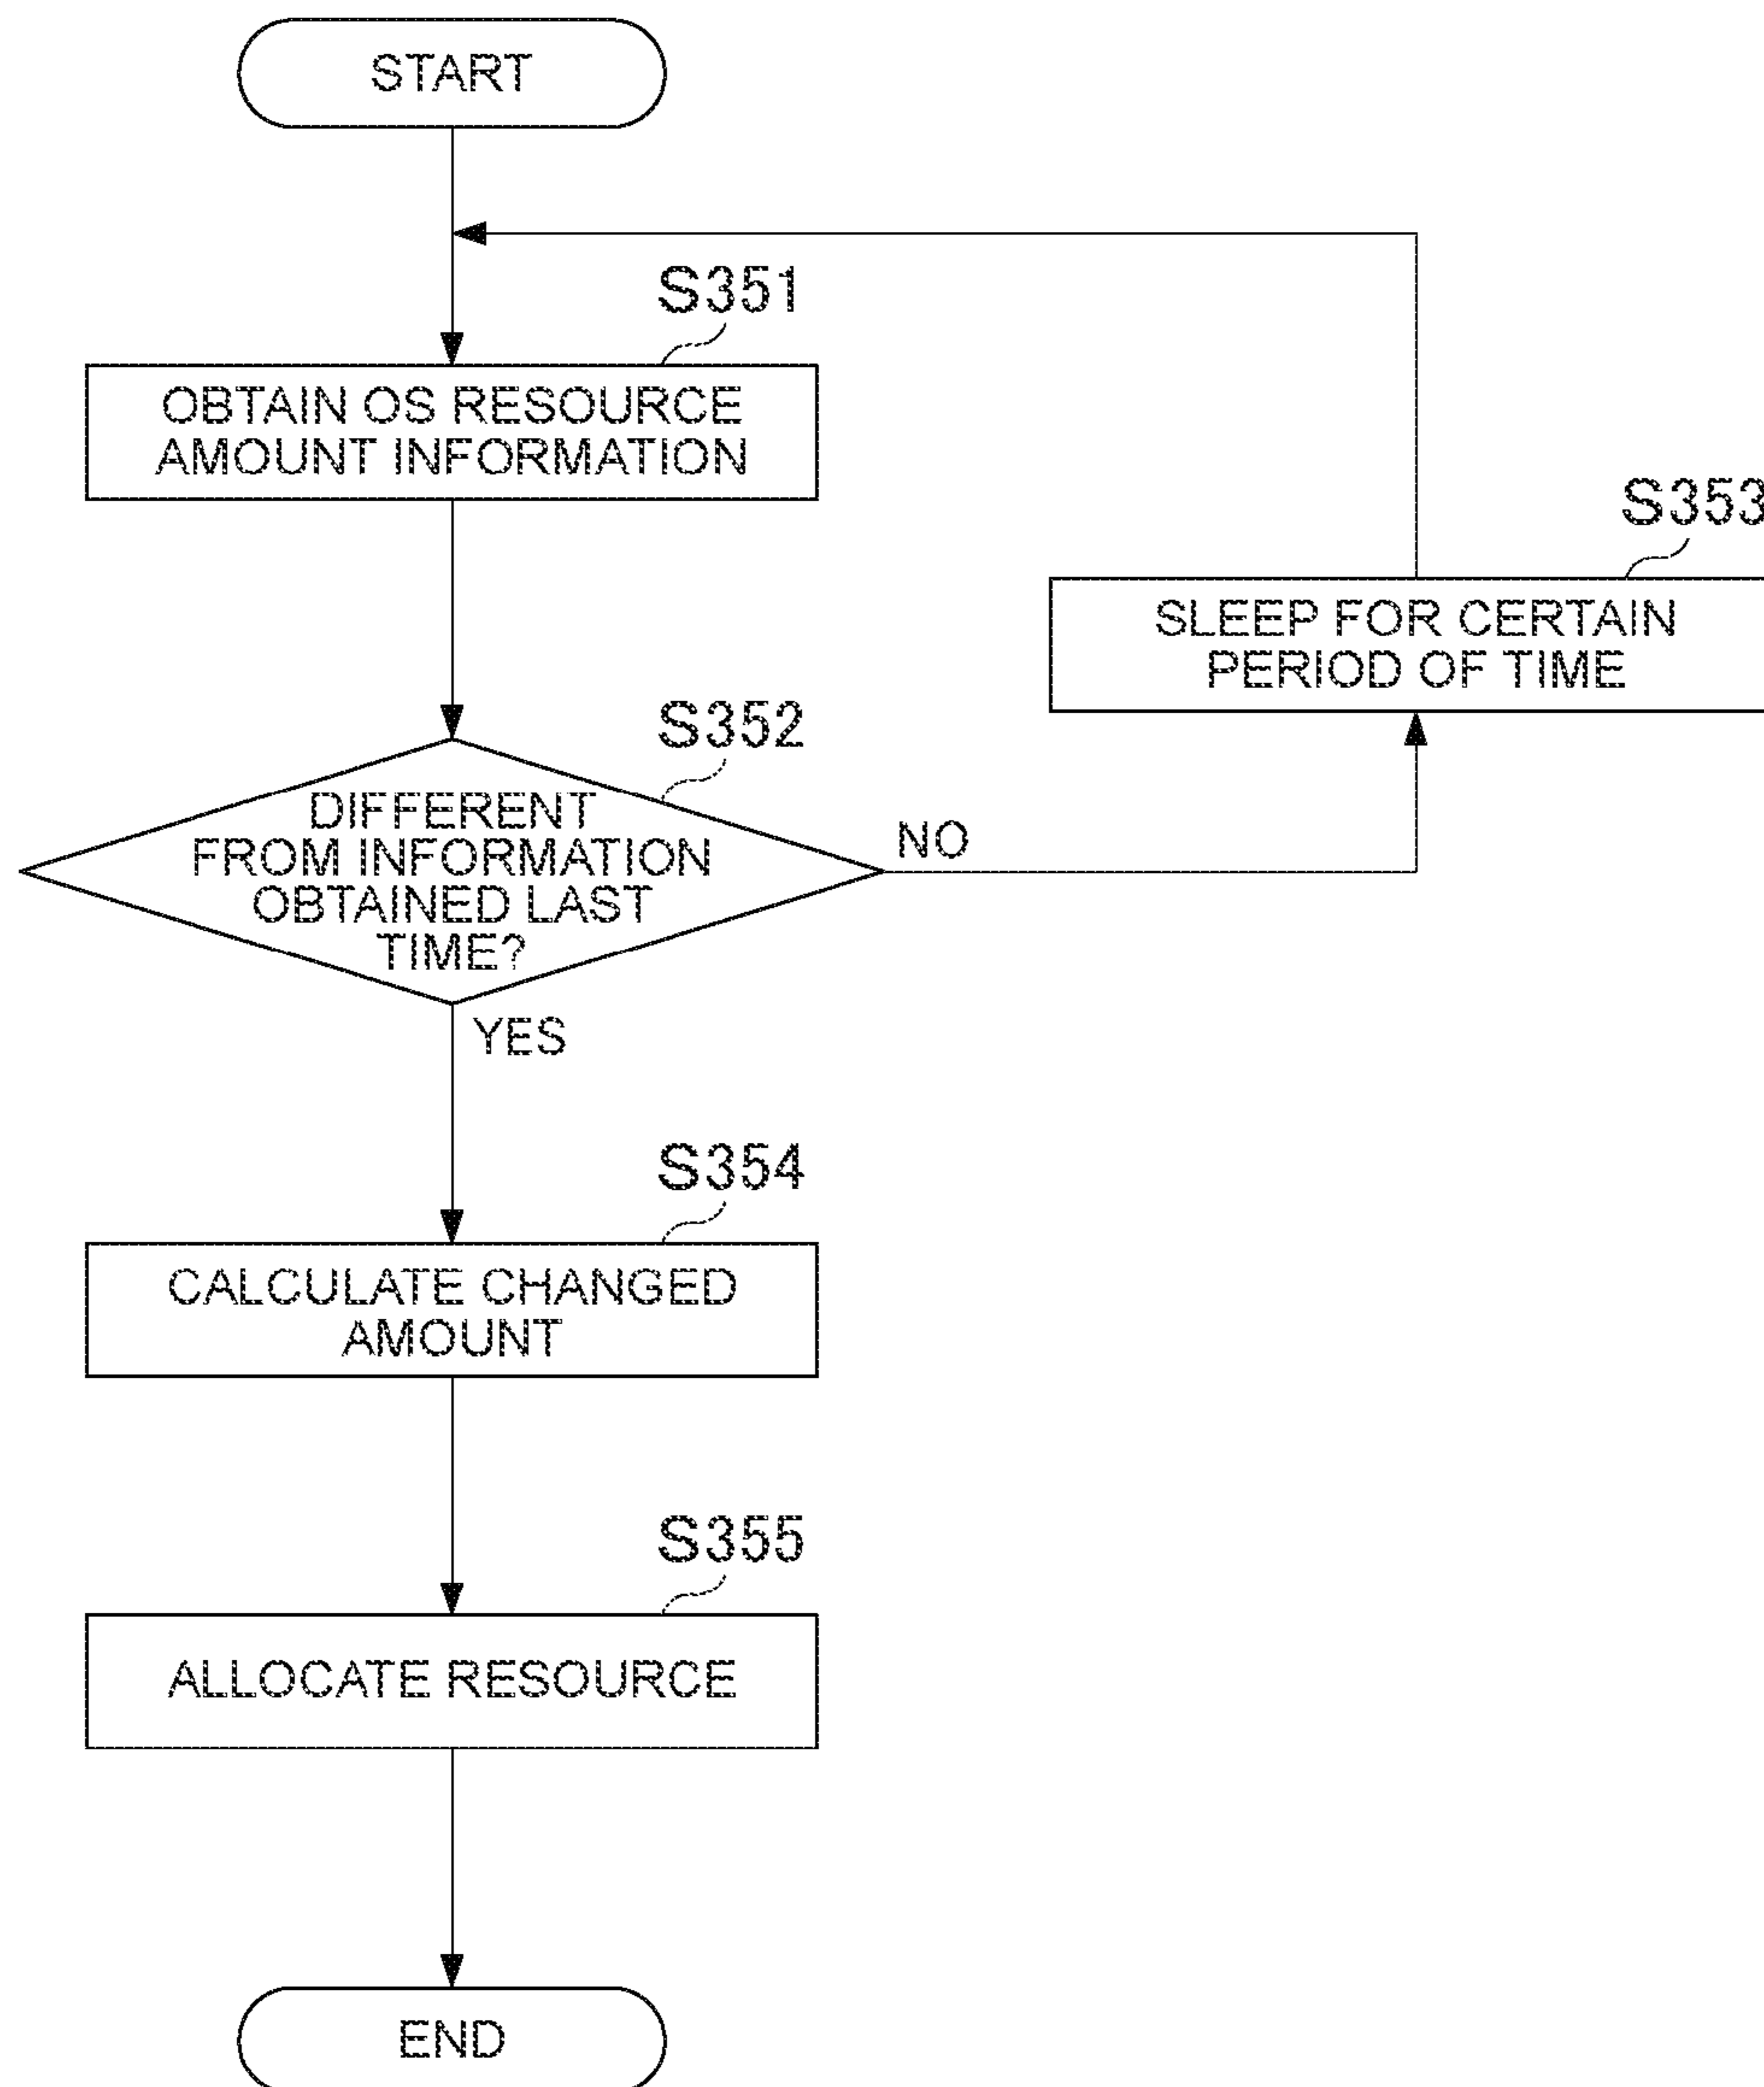 START
S351
OBTAIN OS RESOURCE
AMOUNT INFORMATION
S353
SLEEP FOR CERTAIN
PERIOD OF TIME
S352
DIFFERENT
FROM INFORMATION
OBTAINED LAST
TIME?
NO
YES
S354
CALCULATE CHANGED
AMOUNT
S355
ALLOCATE RESOURCE
END